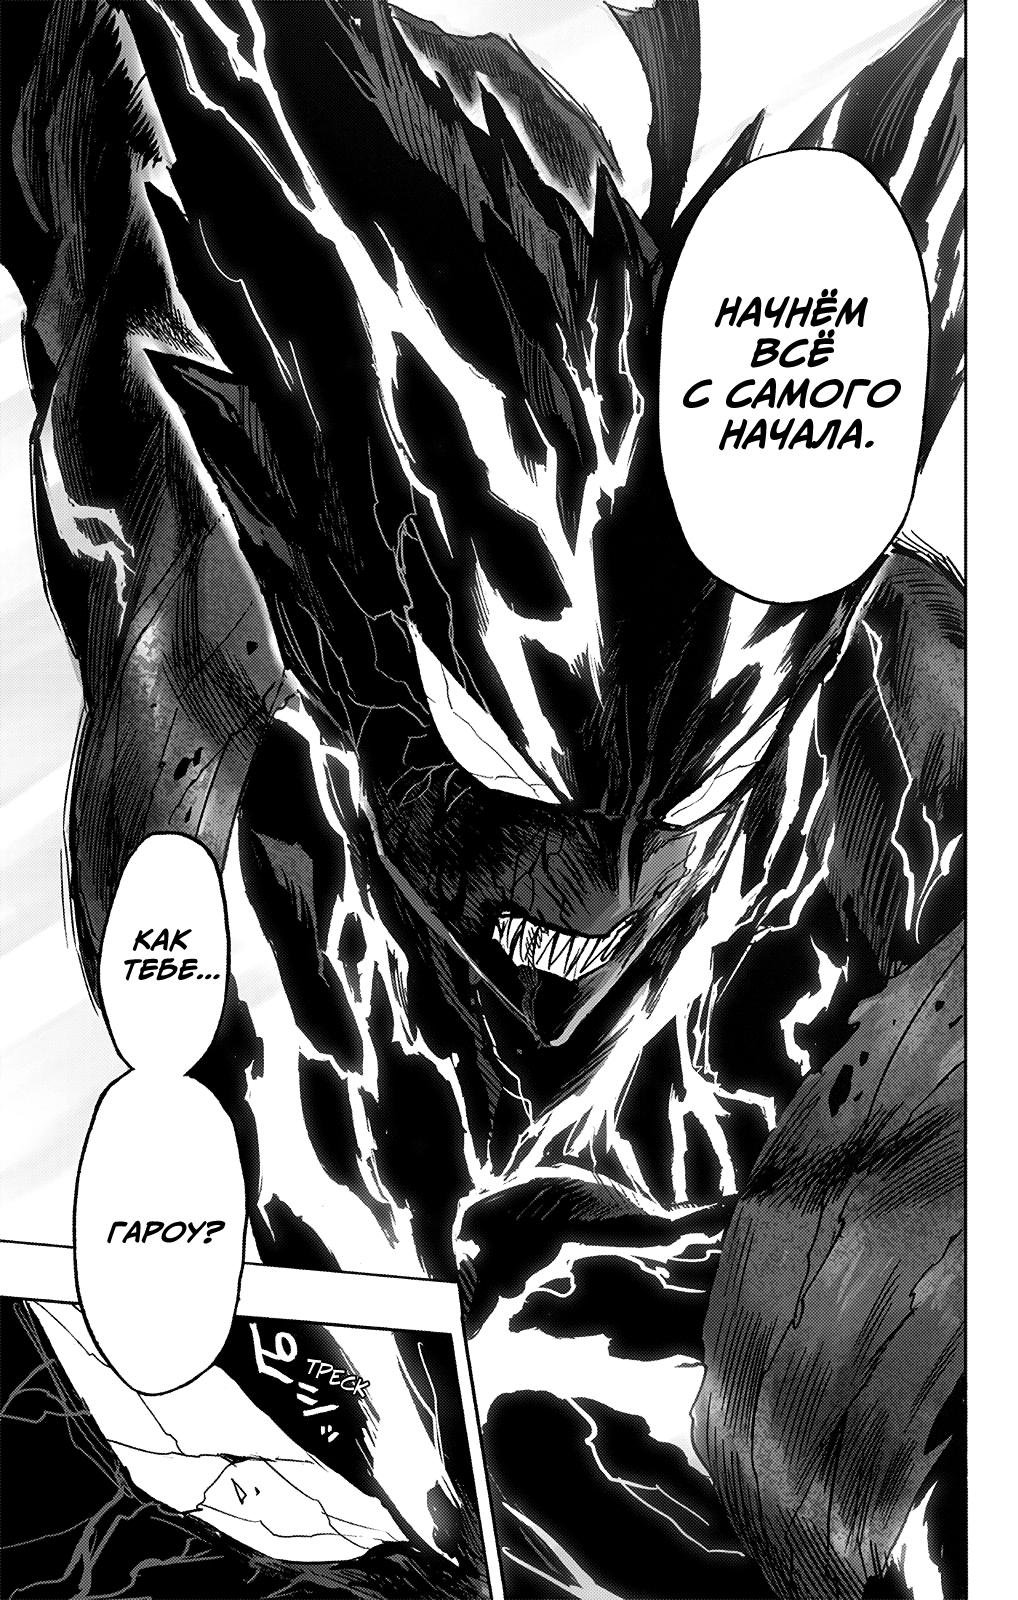 НАЧНЁМ
ВСЁ
С САМОГО
НАЧАЛА.
КАК
ТЕБЕ...
ГАРОУ?
ТРЕСК